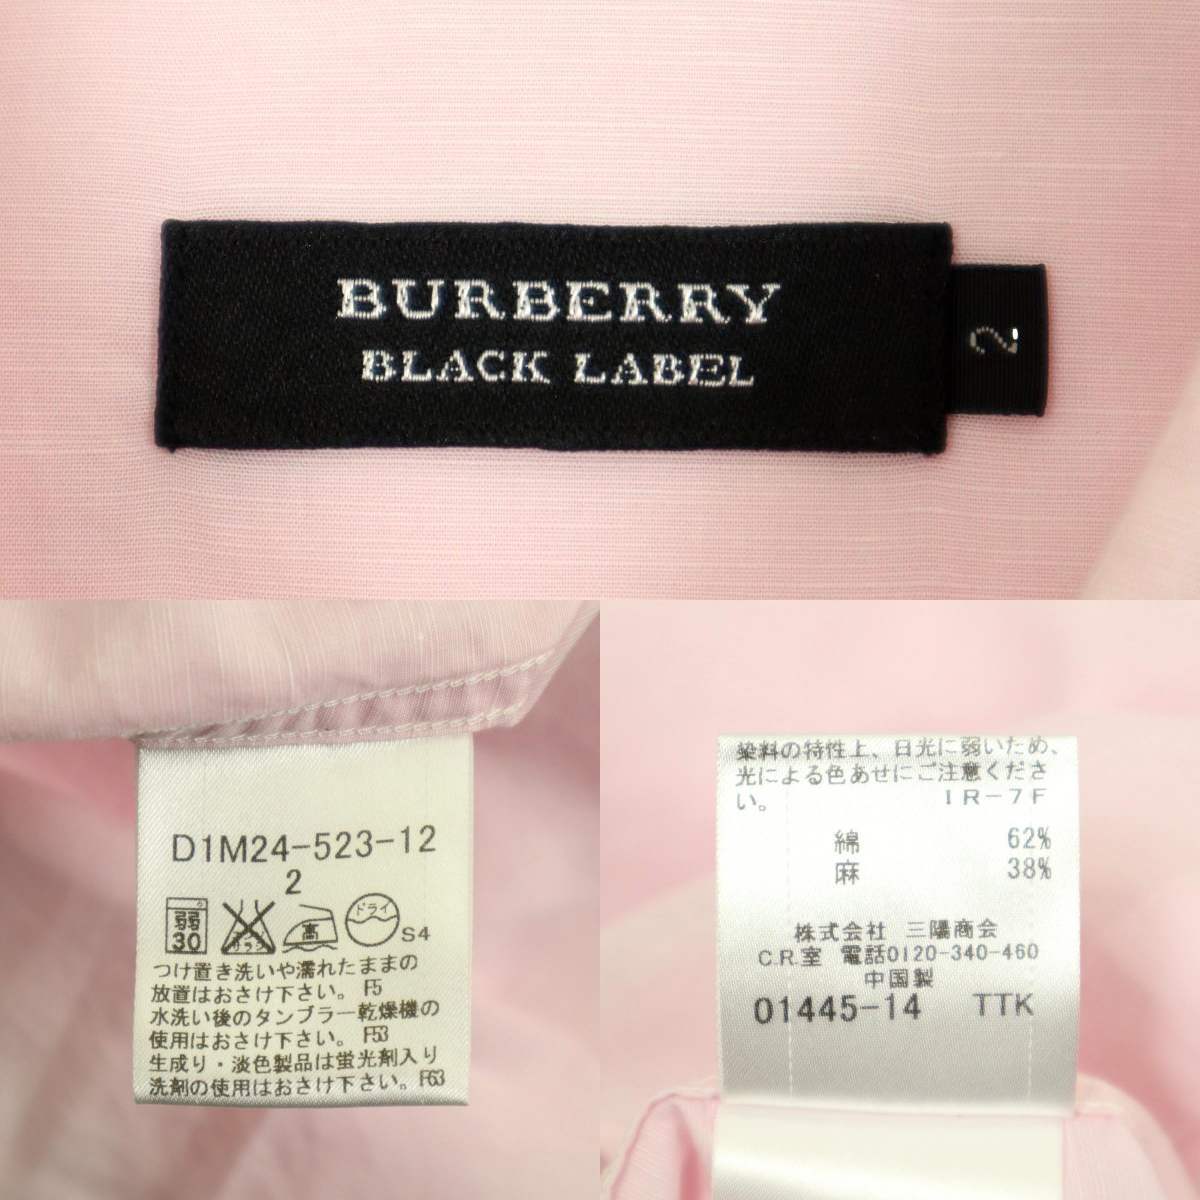 BURBERRY
BLACK LABEL
2
D1M24-523-12
2
弱
30
エンソ
サラシ
高
ドライ
S4
つけ置き洗いや濡れたままの
放置はおさけ下さい。F5
水洗い後のタンブラー乾燥機の
使用はおさけ下さい。F53
生成り・淡色製品は蛍光剤入り
洗剤の使用はおさけ下さい。F63
染料の特性上、日光に弱いため、
光による色あせにご注意くださ
い。 IR-7F
綿 62%
麻 38%
株式会社 三陽商会
C.R.室 電話0120-340-460
中国製
01445-14 TTK